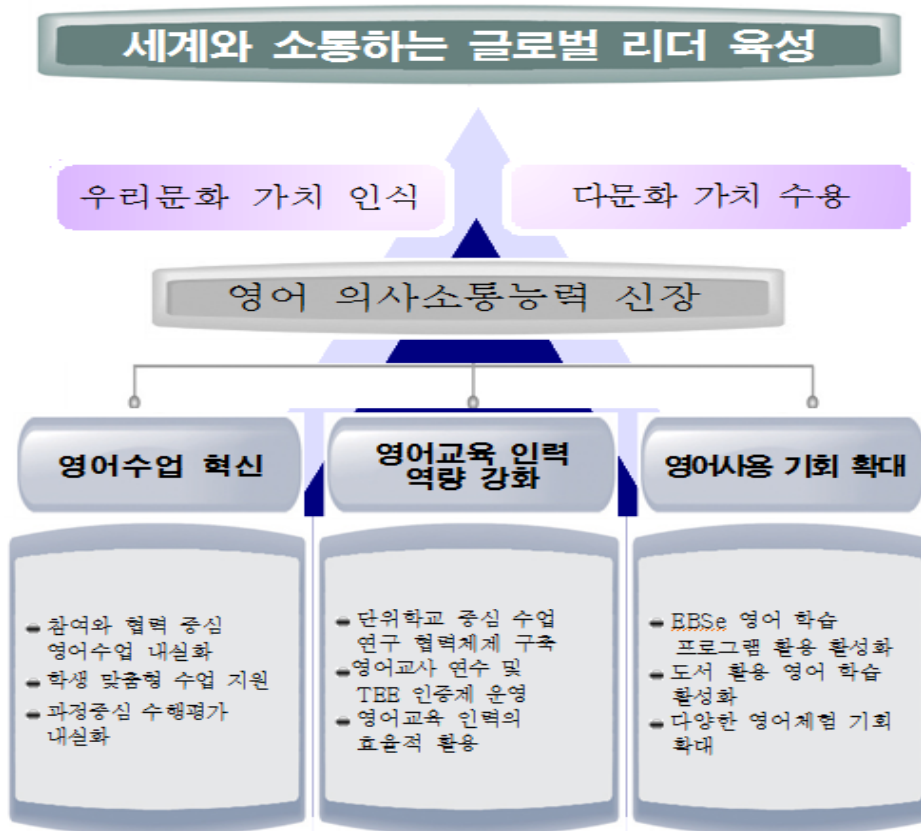 세계와 소통하는 글로벌 리더 육성
우리문화 가치 인식
다문화 가치 수용
영어 의사소통능력 신장
영어수업 혁신
영어교육 인력
역량 강화
영어사용 기회 확대
참여와 협력 중심
영어수업 내실화
학생 맞춤형 수업 지원
과정중심 수행평가
내실화
단위학교 중심 수업
연구 협력체계 구축
영어교사 연수 및
TEE 인증제 운영
영어교육 인력의
효율적 활용
EBSe 영어 학습
프로그램 활용 활성화
도서 활용 영어 학습
활성화
다양한 영어체험 기회
확대